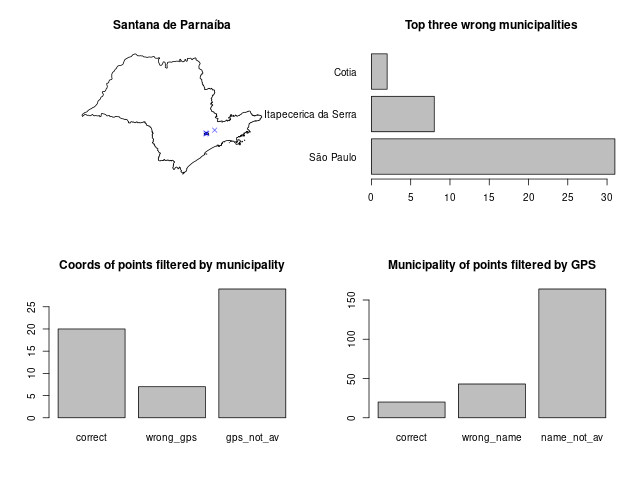 Santana de Parnaíba
Top three wrong municipalities
Cotia
Itapecerica da Serra
São Paulo
0 5 10 15 20 25 30
Coords of points filtered by municipality
25
20
15
10
5
0
correct wrong_gps gps_not_av
Municipality of points filtered by GPS
150
100
50
0
correct wrong_name name_not_av